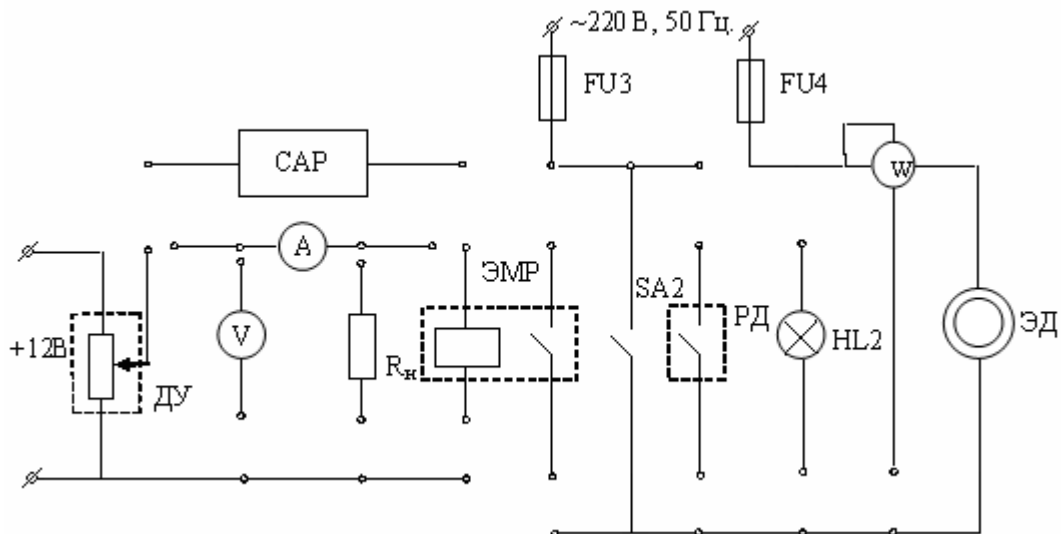 ~220 В, 50 Гц.
FU3
FU4
САР
W
A
ЭМР
SA2
РД
ЭД
+12В
V
Rн
HL2
ДУ